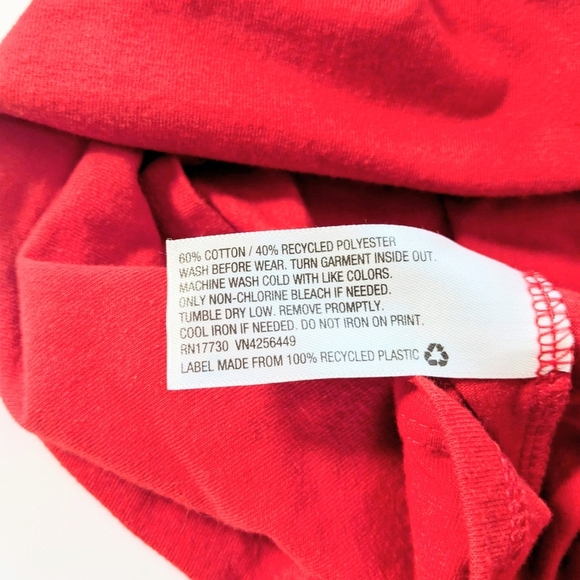 60% COTTON / 40% RECYCLED POLYESTER
WASH BEFORE WEAR. TURN GARMENT INSIDE OUT.
MACHINE WASH COLD WITH LIKE COLORS.
ONLY NON-CHLORINE BLEACH IF NEEDED.
TUMBLE DRY LOW. REMOVE PROMPTLY.
COOL IRON IF NEEDED. DO NOT IRON ON PRINT.
RN17730 VN4256449
LABEL MADE FROM 100% RECYCLED PLASTIC